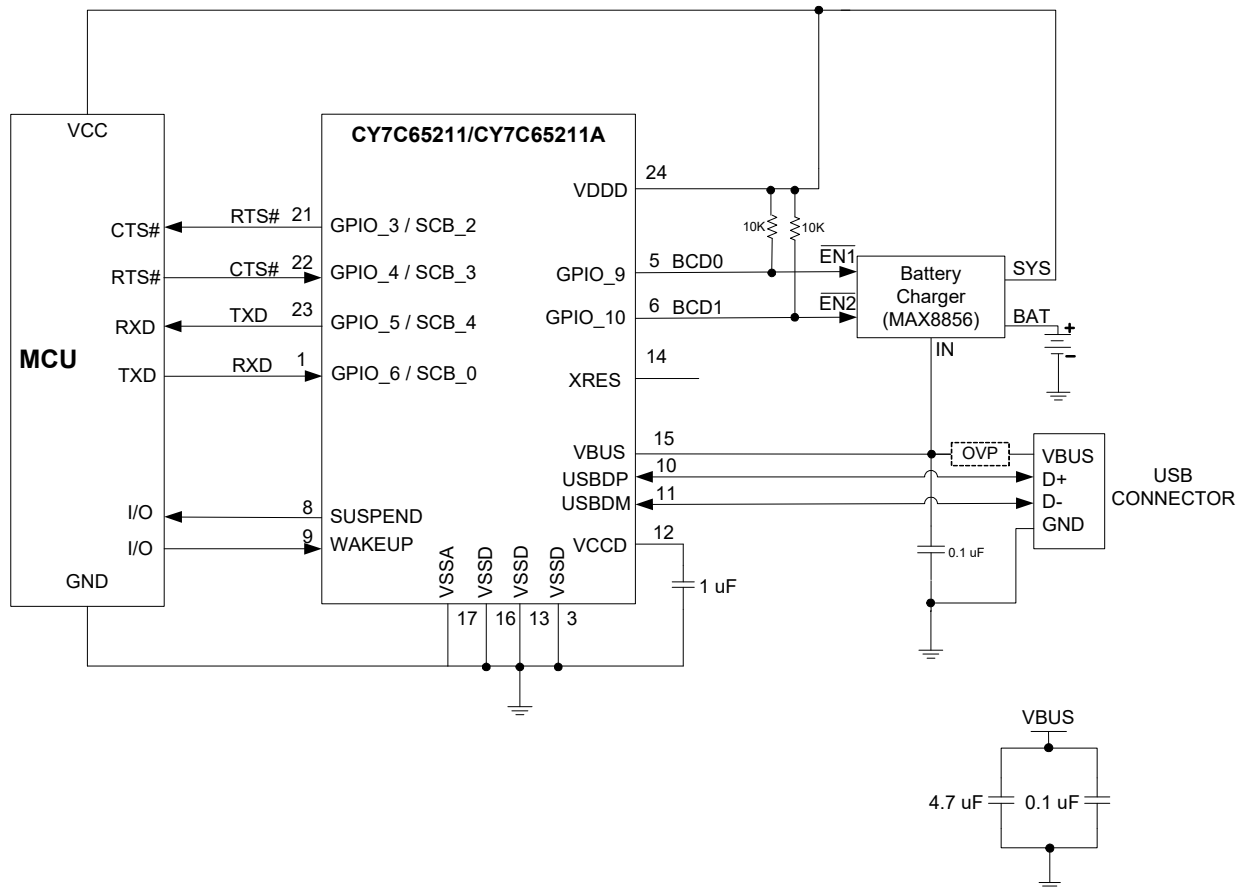 VCC
CTS#
RTS#
RXD
TXD
MCU
I/O
I/O
GND
RTS# 21
CTS# 22
TXD 23
RXD 1
8
9
CY7C65211/CY7C65211A
GPIO_3 / SCB_2
GPIO_4 / SCB_3
GPIO_5 / SCB_4
GPIO_6 / SCB_0
SUSPEND
WAKEUP
VDDD
GPIO_9
GPIO_10
XRES
VBUS
USBDP
USBDM
VCCD
VSSA
VSSD
VSSD
VSSD
17
16
13
3
24
10K
10K
5 BCD0
EN1
6 BCD1
EN2
14
15
10
11
12
1 uF
Battery
Charger
(MAX8856)
SYS
BAT
+
-
IN
OVP
0.1 uF
VBUS
D+
D-
GND
USB
CONNECTOR
VBUS
4.7 uF
0.1 uF